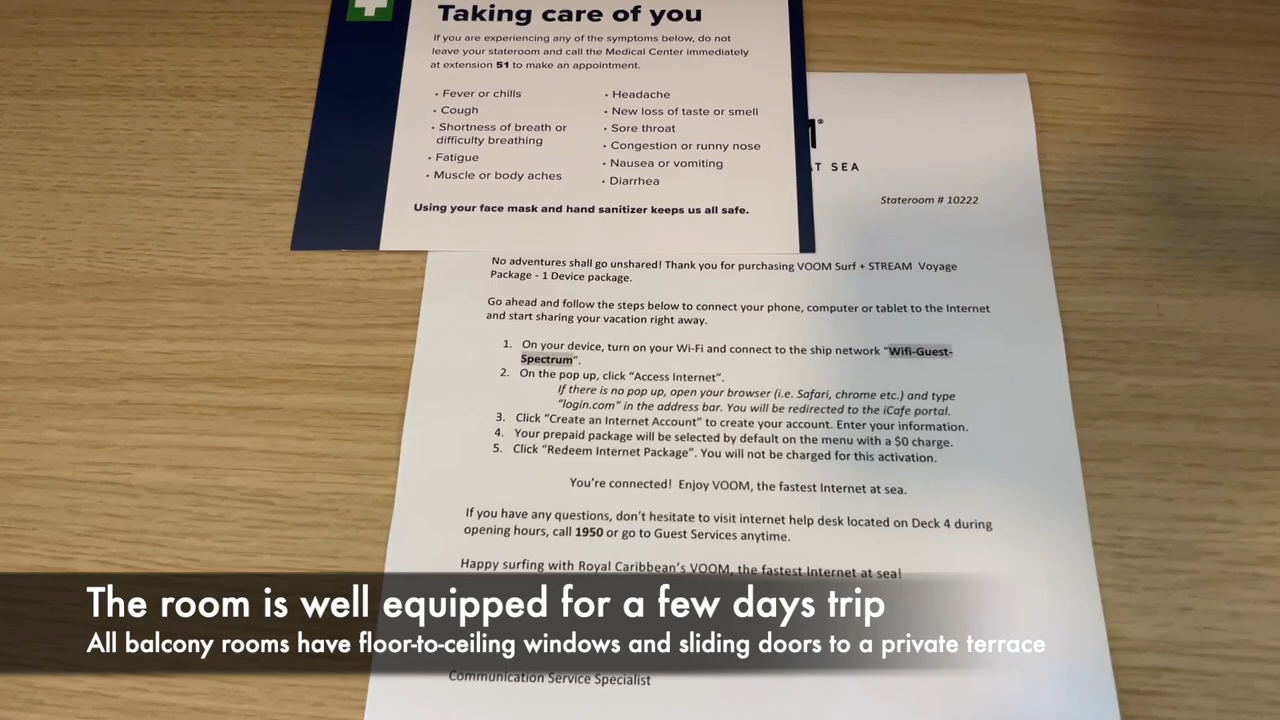 Taking care of you
If you are experiencing any of the symptoms below, do not
leave your stateroom and call the Medical Center immediately
at extension 51 to make an appointment.
• Fever or chills
• Cough
• Shortness of breath or
difficulty breathing
• Fatigue
• Muscle or body aches
• Headache
• New loss of taste or smell
• Sore throat
• Congestion or runny nose
• Nausea or vomiting
• Diarrhea
Using your face mask and hand sanitizer keeps us all safe.
SEA
Stateroom # 10222
No adventures shall go unshared! Thank you for purchasing VOOM Surf + STREAM Voyage
Package - 1 Device package.
Go ahead and follow the steps below to connect your phone, computer or tablet to the Internet
and start sharing your vacation right away.
1. On your device, turn on your Wi-Fi and connect to the ship network “Wifi-Guest-
Spectrum”.
2. On the pop up, click “Access Internet”.
If there is no pop up, open your browser (i.e. Safari, chrome etc.) and type
“login.com” in the address bar. You will be redirected to the iCafe portal.
3. Click “Create an Internet Account” to create your account. Enter your information.
4. Your prepaid package will be selected by default on the menu with a $0 charge.
5. Click “Redeem Internet Package”. You will not be charged for this activation.
You’re connected! Enjoy VOOM, the fastest Internet at sea.
If you have any questions, don’t hesitate to visit internet help desk located on Deck 4 during
opening hours, call 1950 or go to Guest Services anytime.
Happy surfing with Royal Caribbean’s VOOM, the fastest Internet at sea!
The room is well equipped for a few days trip
All balcony rooms have floor-to-ceiling windows and sliding doors to a private terrace
Communication Service Specialist